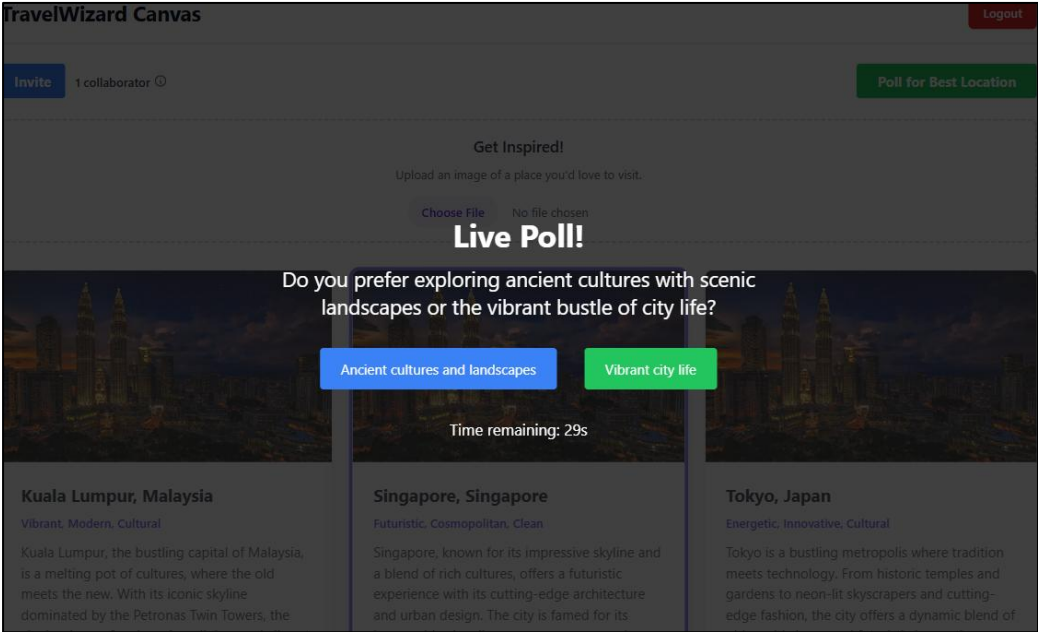 TravelWizard Canvas
Logout
Invite
1 collaborator
Poll for Best Location
Get Inspired!
Upload an image of a place you'd love to visit.
Choose File No file chosen
Live Poll!
Do you prefer exploring ancient cultures with scenic
landscapes or the vibrant bustle of city life?
Ancient cultures and landscapes
Vibrant city life
Time remaining: 29s
Kuala Lumpur, Malaysia
Vibrant, Modern, Cultural
Kuala Lumpur, the bustling capital of Malaysia,
is a melting pot of cultures, where the old
meets the new. With its iconic skyline
dominated by the Petronas Twin Towers, the
Singapore, Singapore
Futuristic, Cosmopolitan, Clean
Singapore, known for its impressive skyline and
a blend of rich cultures, offers a futuristic
experience with its cutting-edge architecture
and urban design. The city is famed for its
Tokyo, Japan
Energetic, Innovative, Cultural
Tokyo is a bustling metropolis where tradition
meets technology. From historic temples and
gardens to neon-lit skyscrapers and cutting-
edge fashion, the city offers a dynamic blend of